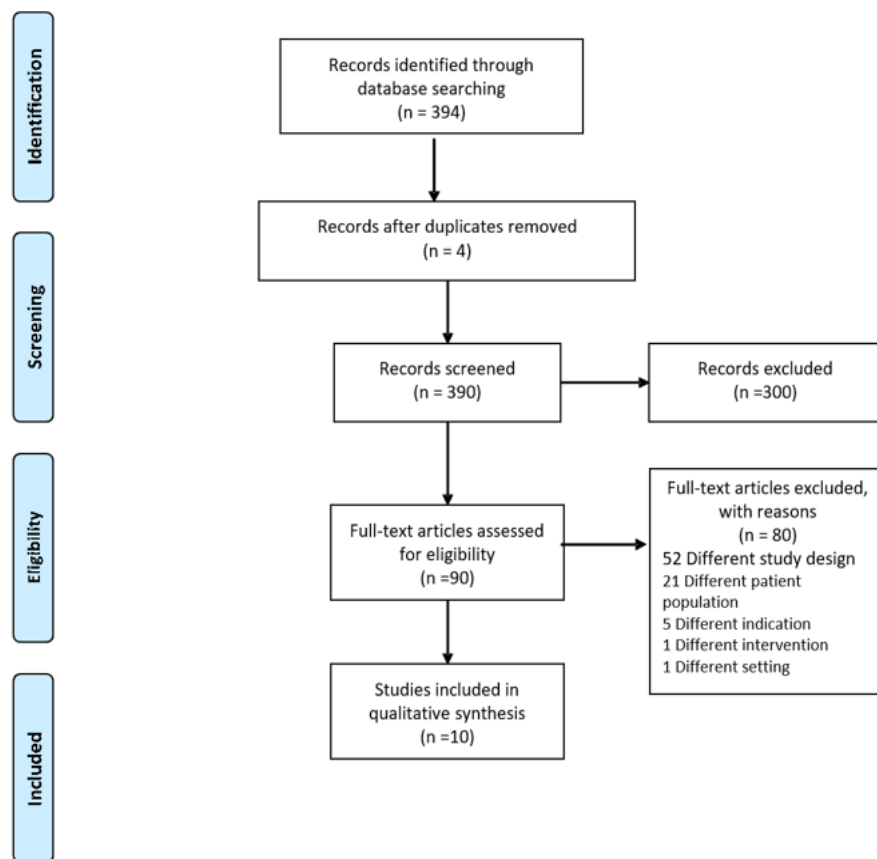 Identification
Records identified through
database searching
(n = 394)
Records after duplicates removed
(n = 4)
Screening
Records screened
(n = 390)
Records excluded
(n =300)
Eligibility
Full-text articles assessed
for eligibility
(n =90)
Full-text articles excluded,
with reasons
(n = 80)
52 Different study design
21 Different patient
population
5 Different indication
1 Different intervention
1 Different setting
Included
Studies included in
qualitative synthesis
(n =10)